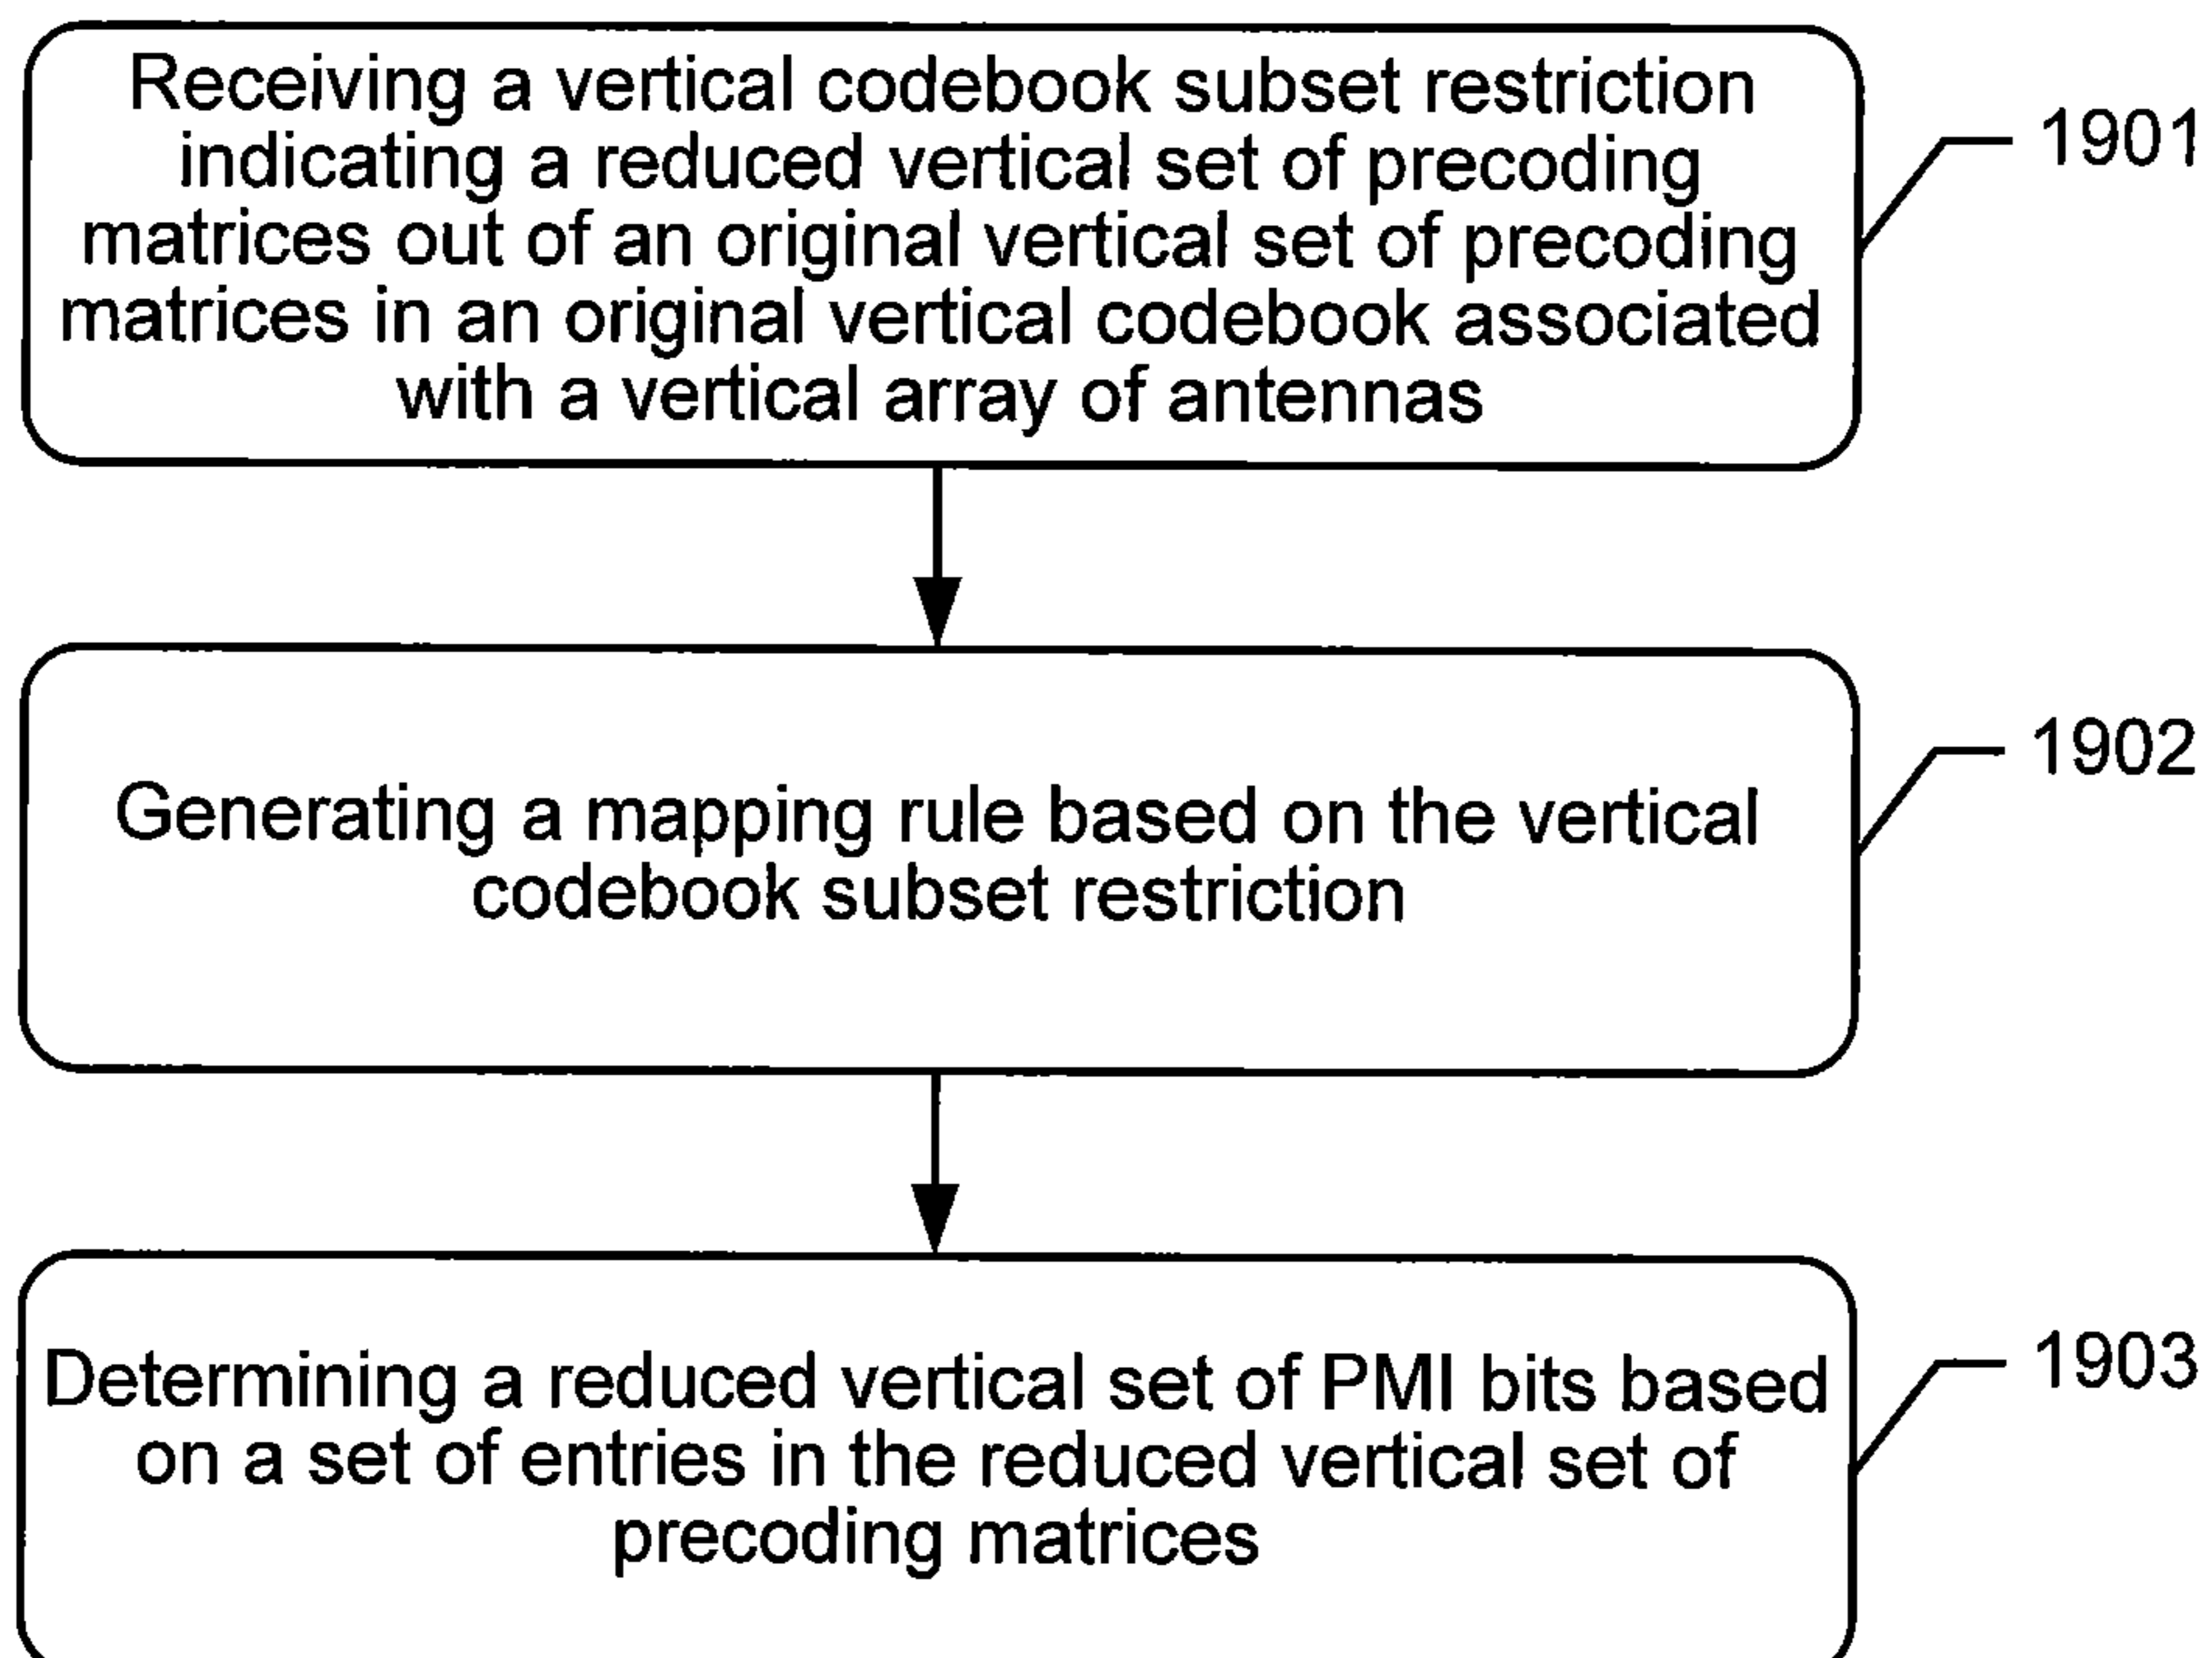 Receiving a vertical codebook subset restriction
indicating a reduced vertical set of precoding
matrices out of an original vertical set of precoding
matrices in an original vertical codebook associated
with a vertical array of antennas
1901
Generating a mapping rule based on the vertical
codebook subset restriction
1902
Determining a reduced vertical set of PMI bits based
on a set of entries in the reduced vertical set of
precoding matrices
1903